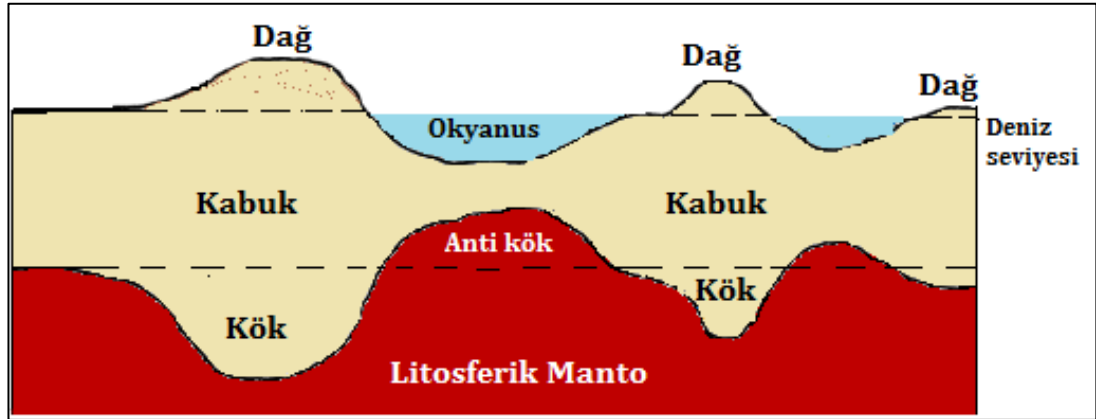 Dağ
Dağ
Dağ
Okyanus
Deniz
seviyesi
Kabuk
Kabuk
Anti kök
Kök
Kök
Litosferik Manto